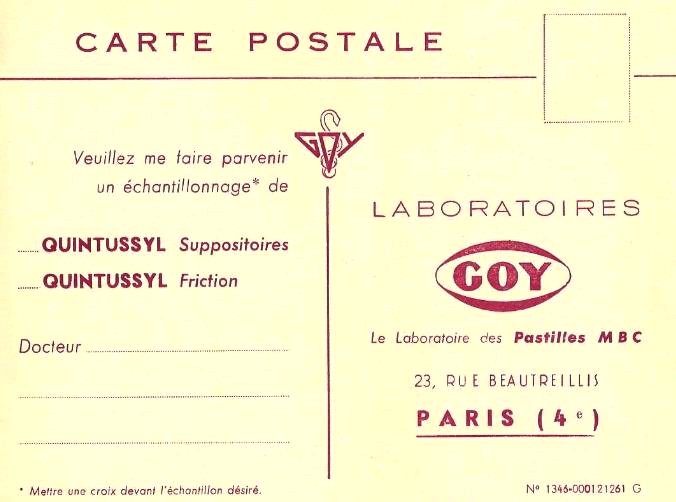 CARTE POSTALE
GOY
Veuillez me faire parvenir
un échantillonnage* de
QUINTUSSYL Suppositoires
QUINTUSSYL Friction
Docteur
* Mettre une croix devant l'échantillon désiré.
LABORATOIRES
GOY
Le Laboratoire des Pastilles MBC
23, RUE BEAUTREILLIS
PARIS (4e)
Nº 1346-000121261 G